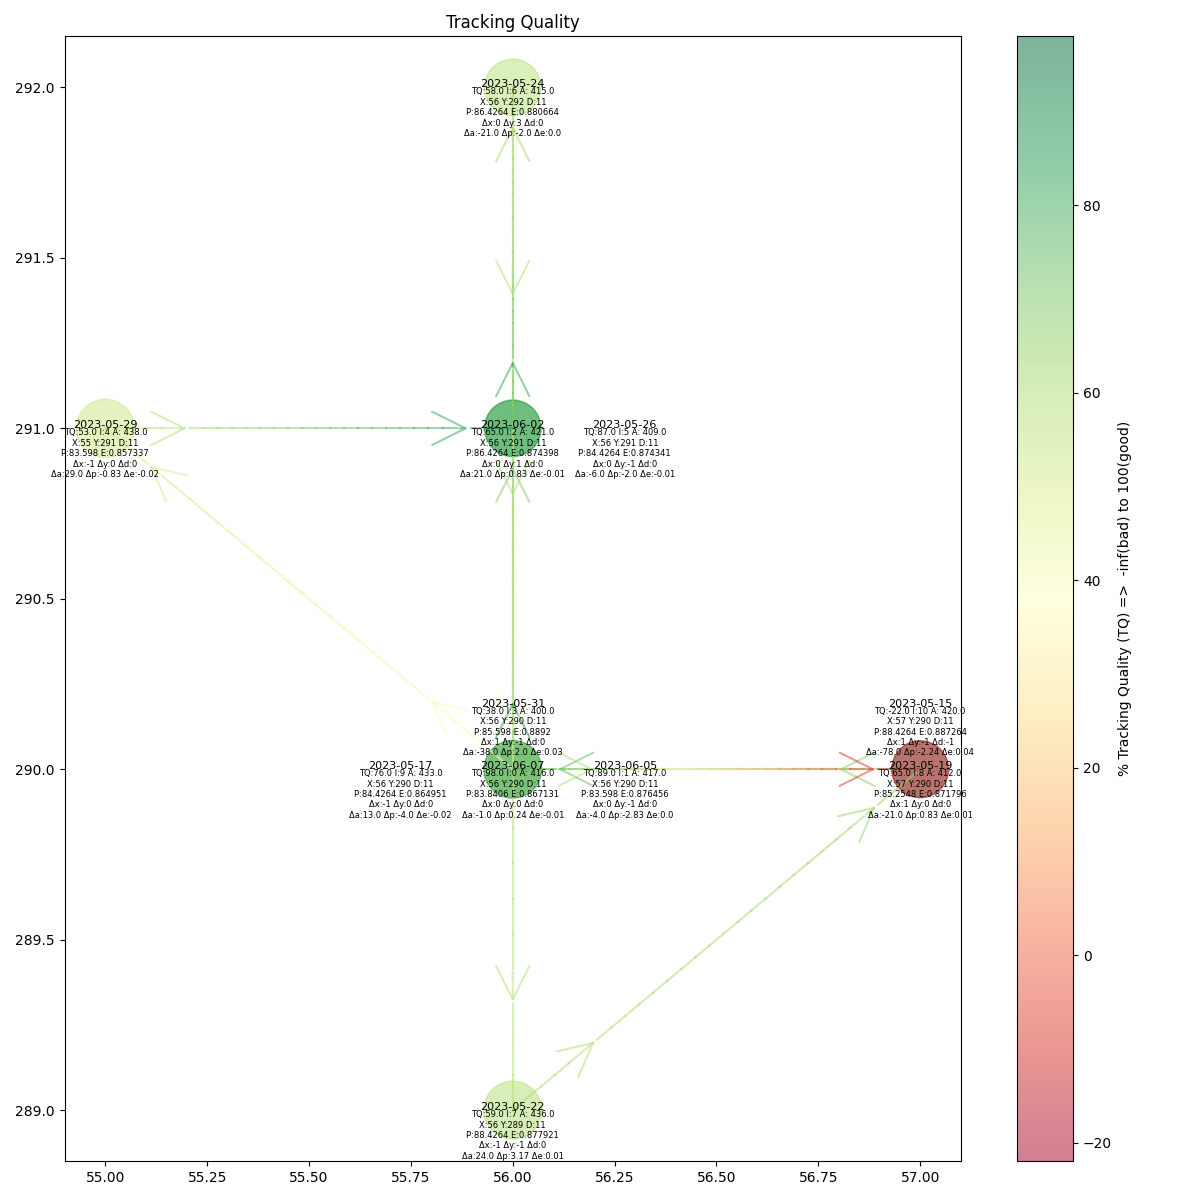 Tracking Quality
292.0
291.5
291.0
290.5
290.0
289.5
289.0
2023-05-24
TQ:58.0 I:6 A: 415.0
X:56 Y:292 D:11
P:86.4264 E:0.880664
Δx:0 Δy:3 Δd:0
Δa:-21.0 Δp:-2.0 Δe:0.0
2023-05-29
TQ:53.0 I:4 A: 438.0
X:55 Y:291 D:11
P:83.598 E:0.857337
Δx:-1 Δy:0 Δd:0
Δa:29.0 Δp:-0.83 Δe:-0.02
2023-06-02
TQ:65.0 I:2 A: 421.0
X:56 Y:291 D:11
P:86.4264 E:0.874398
Δx:0 Δy:1 Δd:0
Δa:21.0 Δp:0.83 Δe:-0.01
2023-05-26
TQ:87.0 I:5 A: 409.0
X:56 Y:291 D:11
P:84.4264 E:0.874341
Δx:0 Δy:-1 Δd:0
Δa:-6.0 Δp:-2.0 Δe:-0.01
2023-05-31
TQ:38.0 I:3 A: 400.0
X:56 Y:290 D:11
P:85.598 E:0.8892
Δx:1 Δy:-1 Δd:0
Δa:-38.0 Δp:2.0 Δe:0.03
2023-05-15
TQ:-22.0 I:10 A: 420.0
X:57 Y:290 D:11
P:88.4264 E:0.887264
Δx:1 Δy:-1 Δd:-1
Δa:-78.0 Δp:-2.24 Δe:0.04
2023-05-17
TQ:76.0 I:9 A: 433.0
X:56 Y:290 D:11
P:84.4264 E:0.864951
Δx:-1 Δy:0 Δd:0
Δa:13.0 Δp:-4.0 Δe:-0.02
2023-06-07
TQ:98.0 I:0 A: 416.0
X:56 Y:290 D:11
P:83.8406 E:0.867131
Δx:0 Δy:0 Δd:0
Δa:-1.0 Δp:0.24 Δe:-0.01
2023-06-05
TQ:89.0 I:1 A: 417.0
X:56 Y:290 D:11
P:83.598 E:0.876456
Δx:0 Δy:-1 Δd:0
Δa:-4.0 Δp:-2.83 Δe:0.0
2023-05-19
TQ:65.0 I:8 A: 412.0
X:57 Y:290 D:11
P:85.2548 E:0.871796
Δx:1 Δy:0 Δd:0
Δa:-21.0 Δp:0.83 Δe:0.01
2023-05-22
TQ:59.0 I:7 A: 436.0
X:56 Y:289 D:11
P:88.4264 E:0.877921
Δx:-1 Δy:-1 Δd:0
Δa:24.0 Δp:3.17 Δe:0.01
55.00 55.25 55.50 55.75 56.00 56.25 56.50 56.75 57.00
80
60
40
20
0
−20
% Tracking Quality (TQ) => -inf(bad) to 100(good)